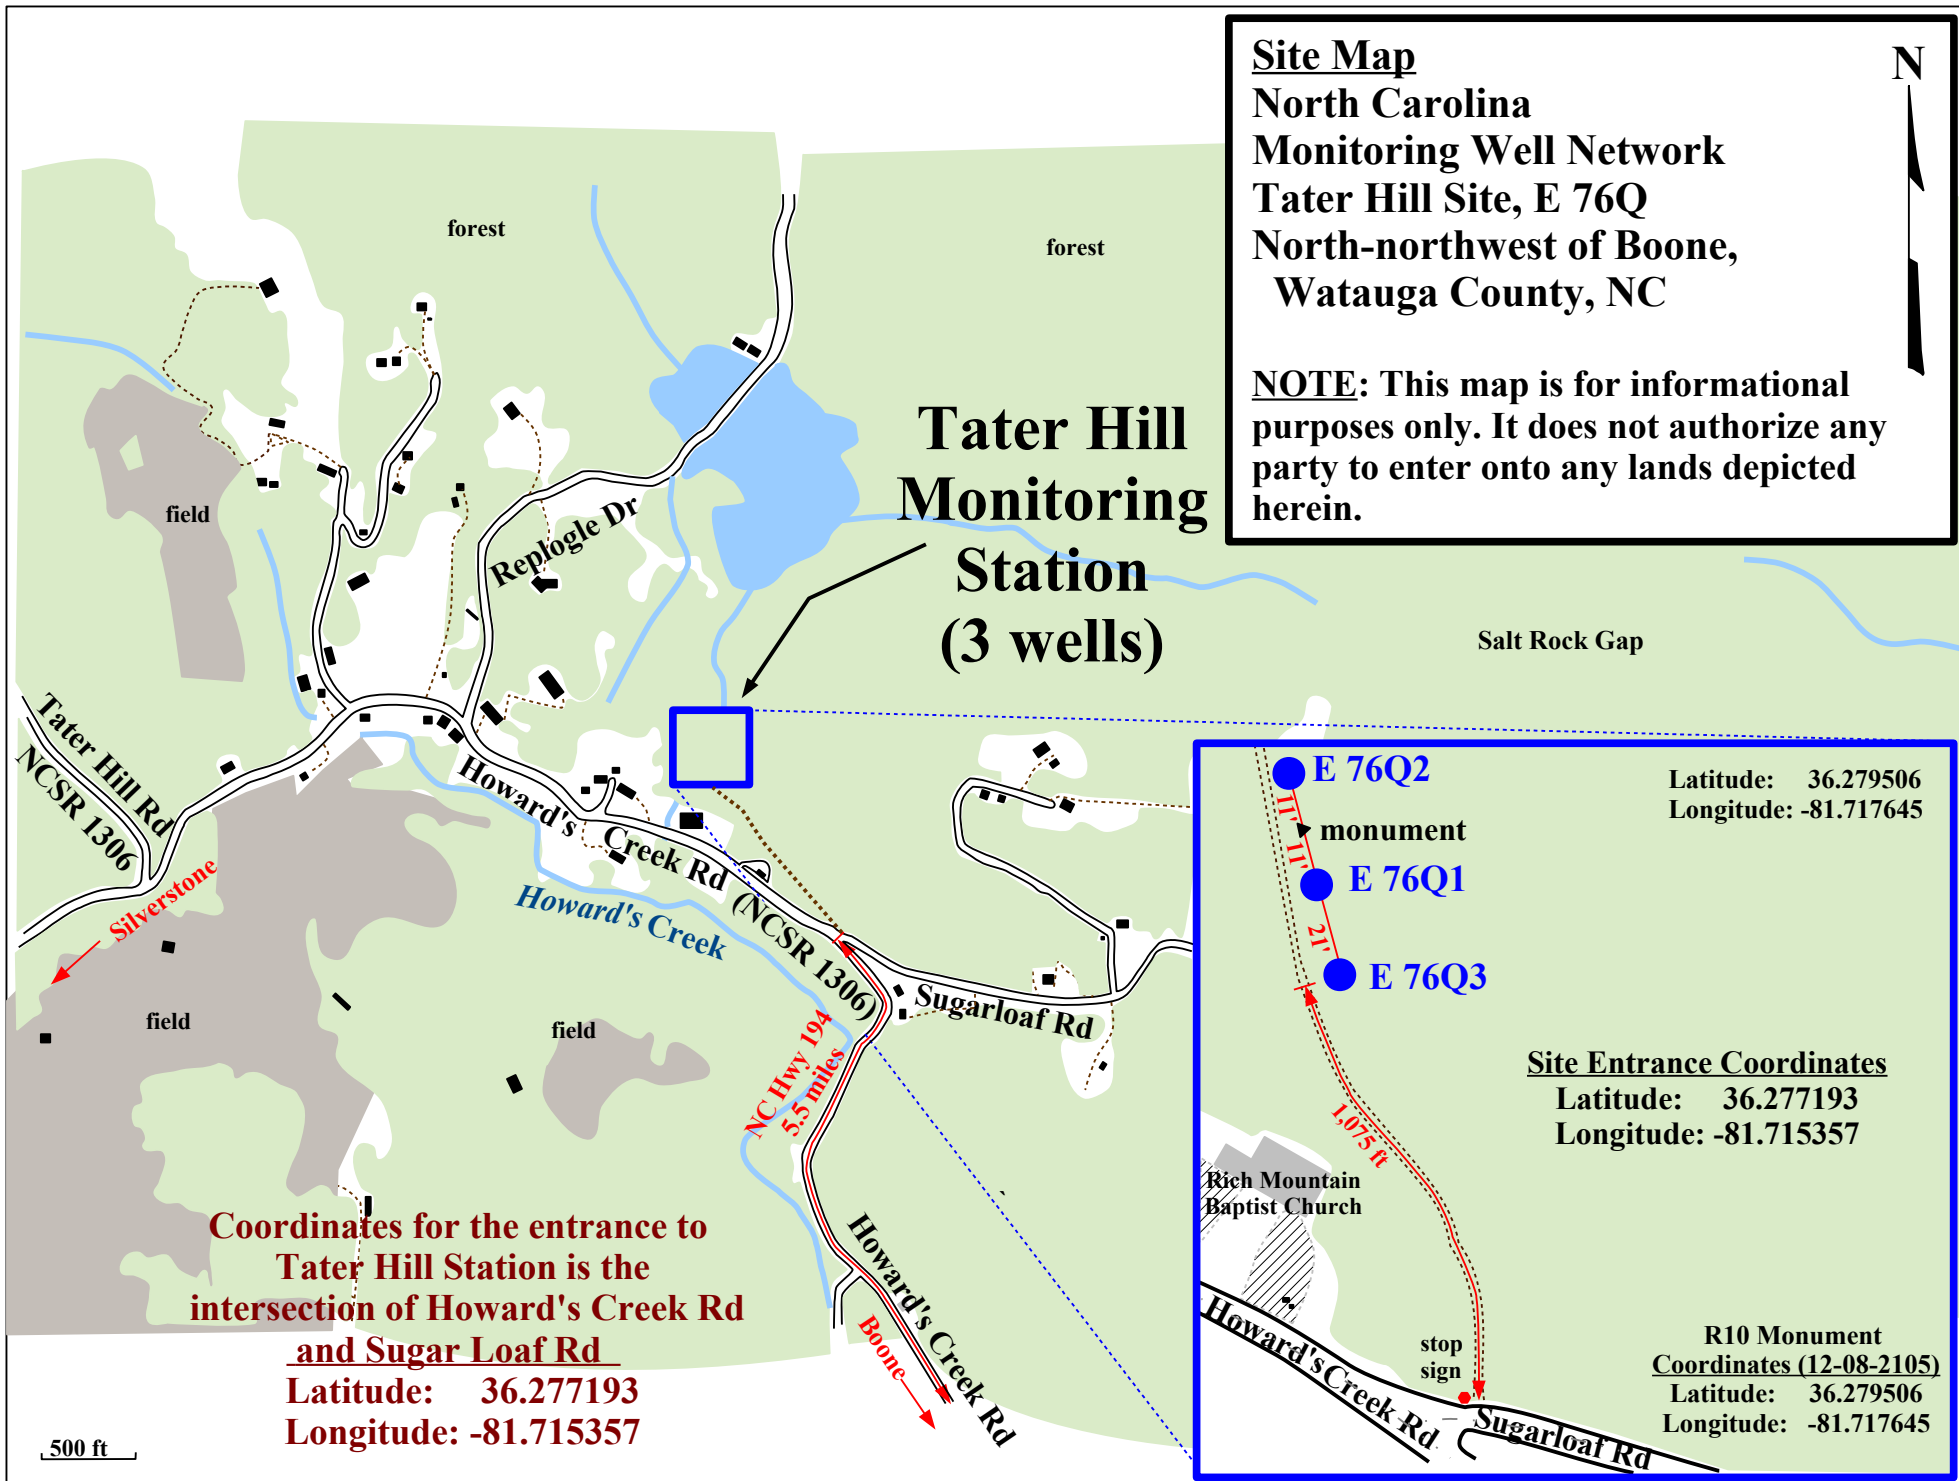 Site Map
North Carolina
Monitoring Well Network
Tater Hill Site, E 76Q
North-northwest of Boone,
Watauga County, NC
NOTE: This map is for informational
purposes only. It does not authorize any
party to enter onto any lands depicted
herein.
N
forest
forest
Tater Hill
Monitoring
Station
(3 wells)
field
Replogle Dr
Salt Rock Gap
Tater Hill Rd
NCSR 1306
Howard's
Creek Rd
(NCSR 1306)
Silverstone
Howard's Creek
Sugarloaf Rd
field
field
NC Hwy 194
5.5 miles
Howard's Creek Rd
Boone
Coordinates for the entrance to
Tater Hill Station is the
intersection of Howard's Creek Rd
and Sugar Loaf Rd
Latitude: 36.277193
Longitude: -81.715357
500 ft
E 76Q2
11'
monument
11'
E 76Q1
21'
E 76Q3
Latitude: 36.279506
Longitude: -81.717645
Site Entrance Coordinates
Latitude: 36.277193
Longitude: -81.715357
1,075 ft
Rich Mountain
Baptist Church
stop
sign
Howard's Creek Rd
Sugarloaf Rd
R10 Monument
Coordinates (12-08-2105)
Latitude: 36.279506
Longitude: -81.717645